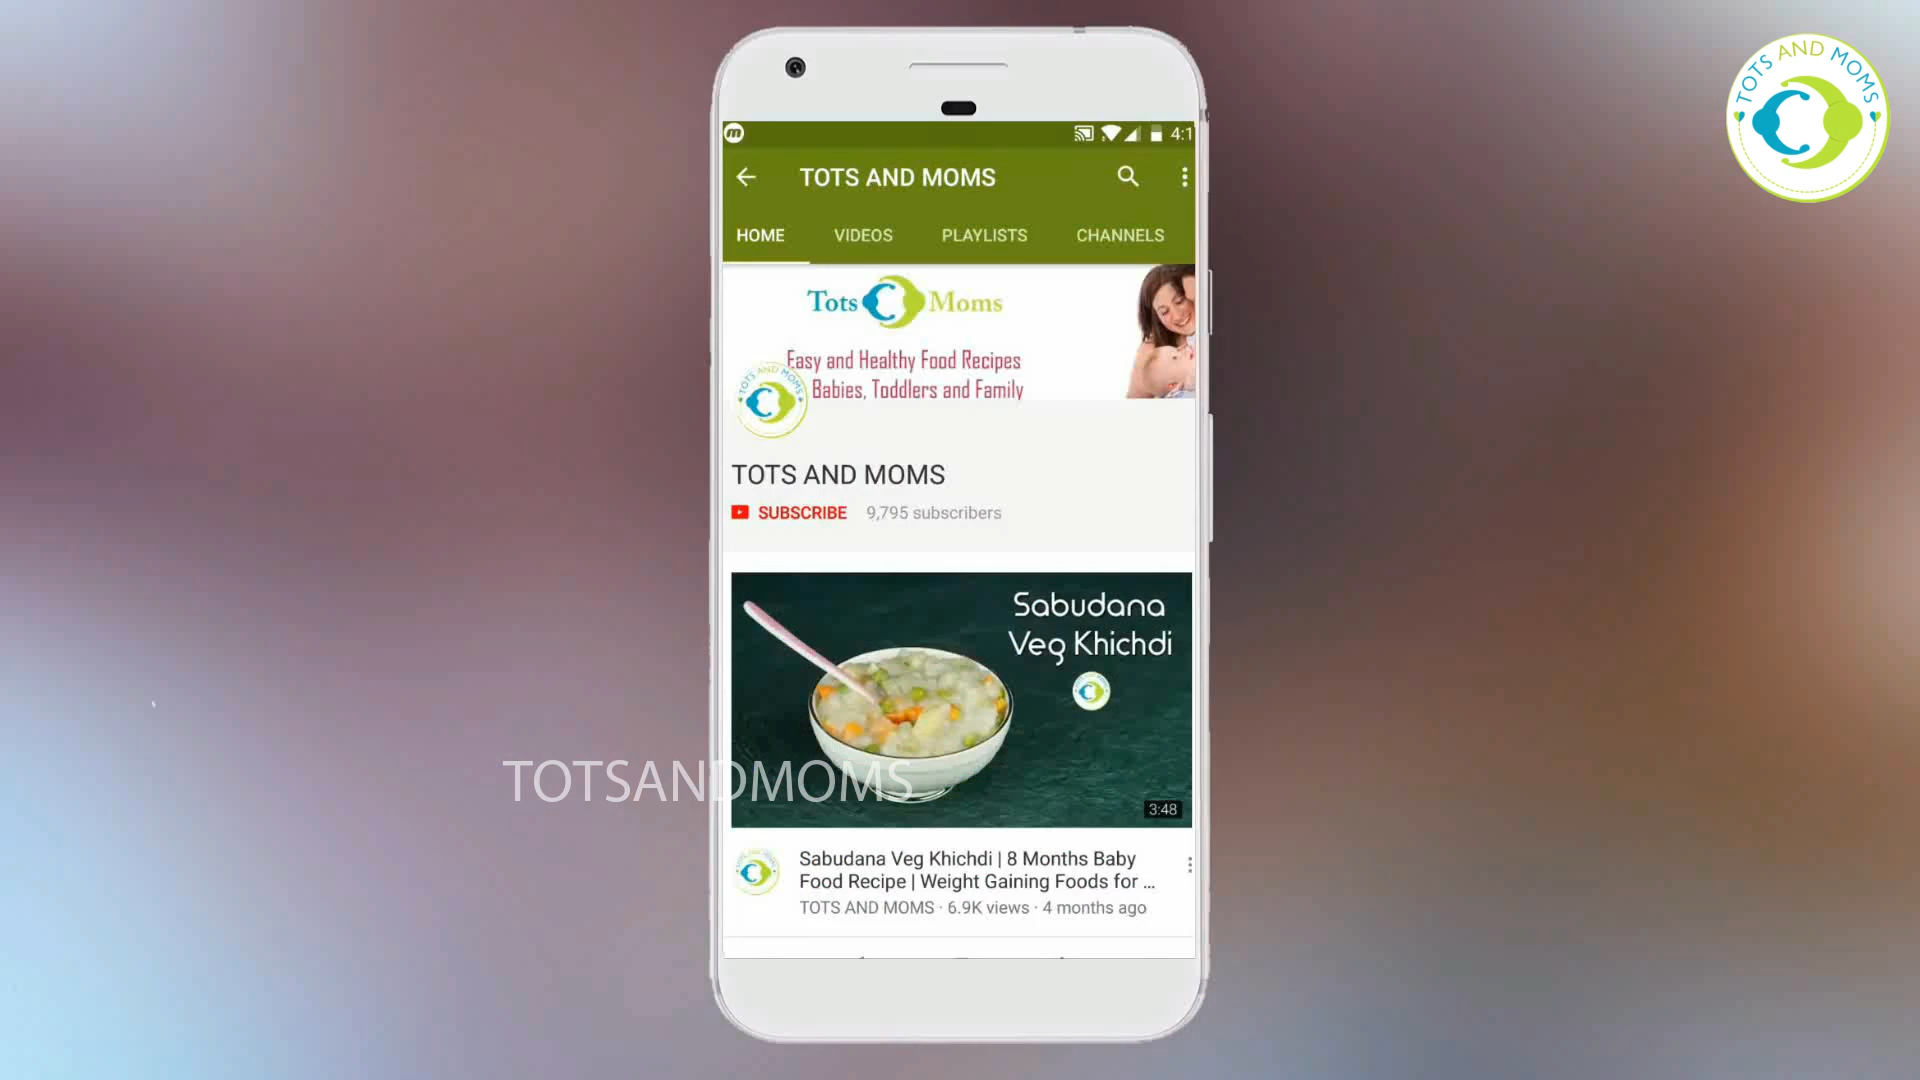 TOTS AND MOMS
4:1
TOTS AND MOMS
HOME VIDEOS PLAYLISTS CHANNELS
Tots Moms
Easy and Healthy Food Recipes
Babies, Toddlers and Family
TOTS AND MOMS
TOTS AND MOMS
SUBSCRIBE 9,795 subscribers
Sabudana
Veg Khichdi
TOTSANDMOMS
3:48
Sabudana Veg Khichdi | 8 Months Baby
Food Recipe | Weight Gaining Foods for ...
TOTS AND MOMS · 6.9K views · 4 months ago